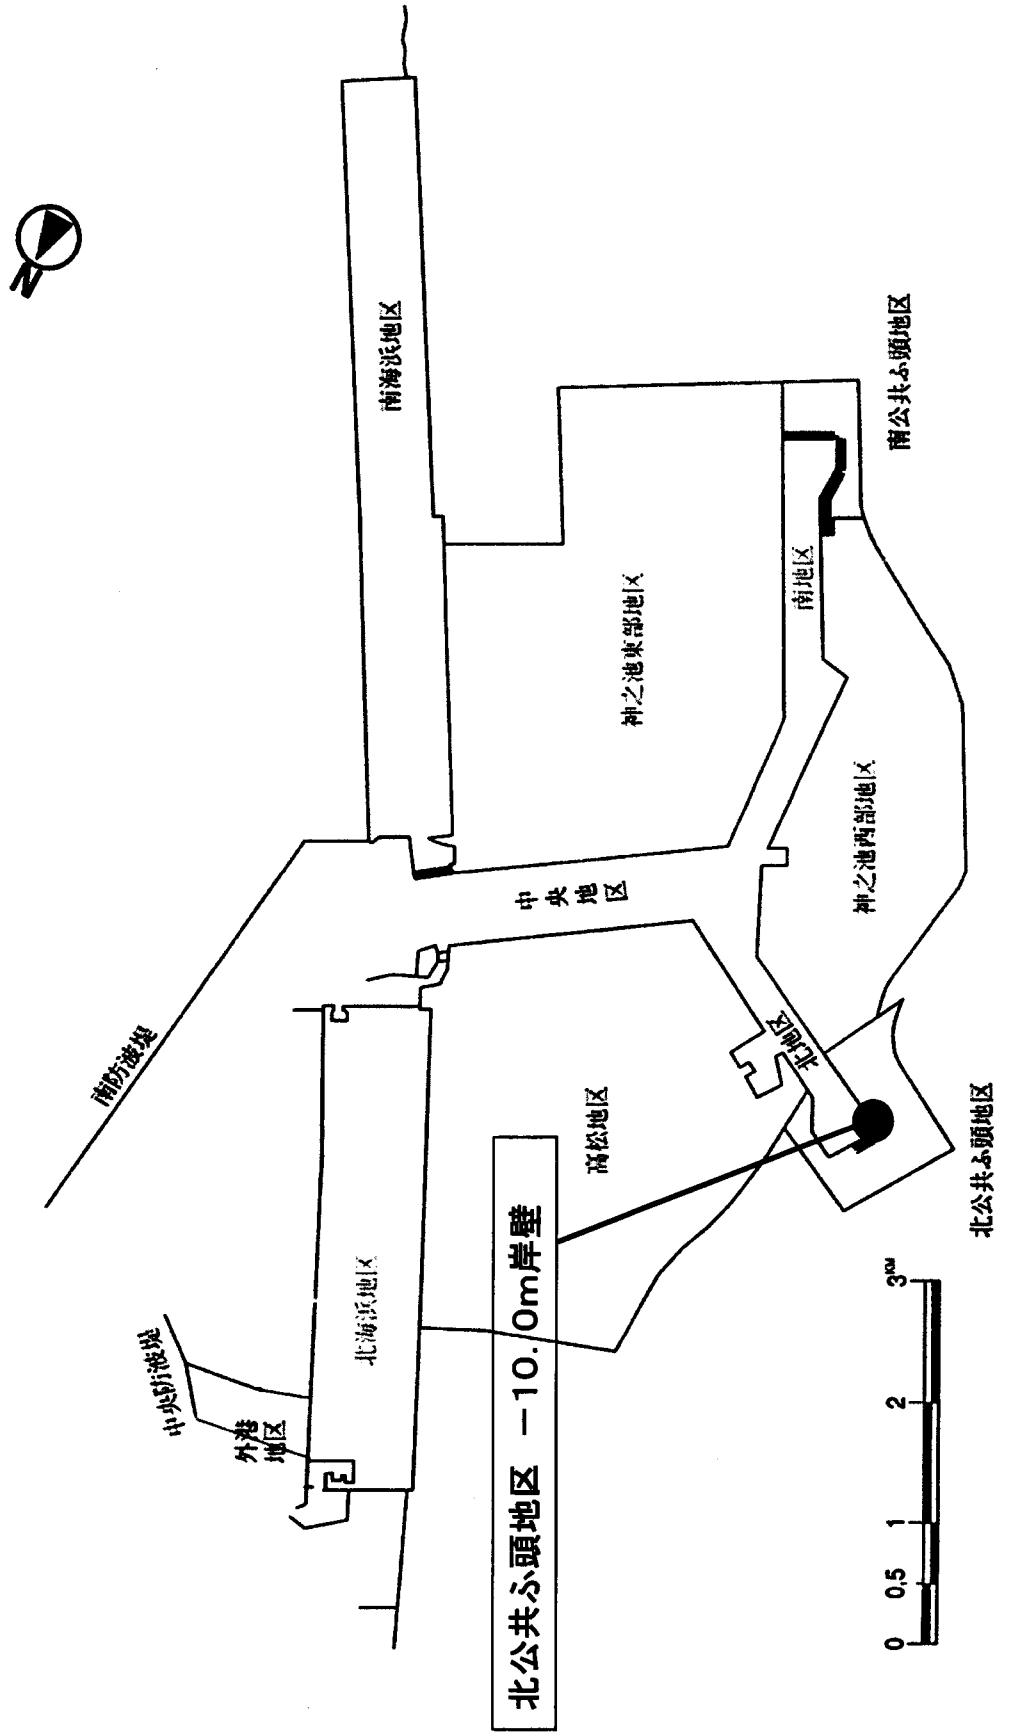 N
南防波堤
中央防波堤
外港
地区
北海浜地区
南海浜地区
中央地区
高松地区
神之池東部地区
北地区
南地区
神之池西部地区
南公共ふ頭地区
北公共ふ頭地区
北公共ふ頭地区 －10.0m岸壁
0 0.5 1 2 3KM